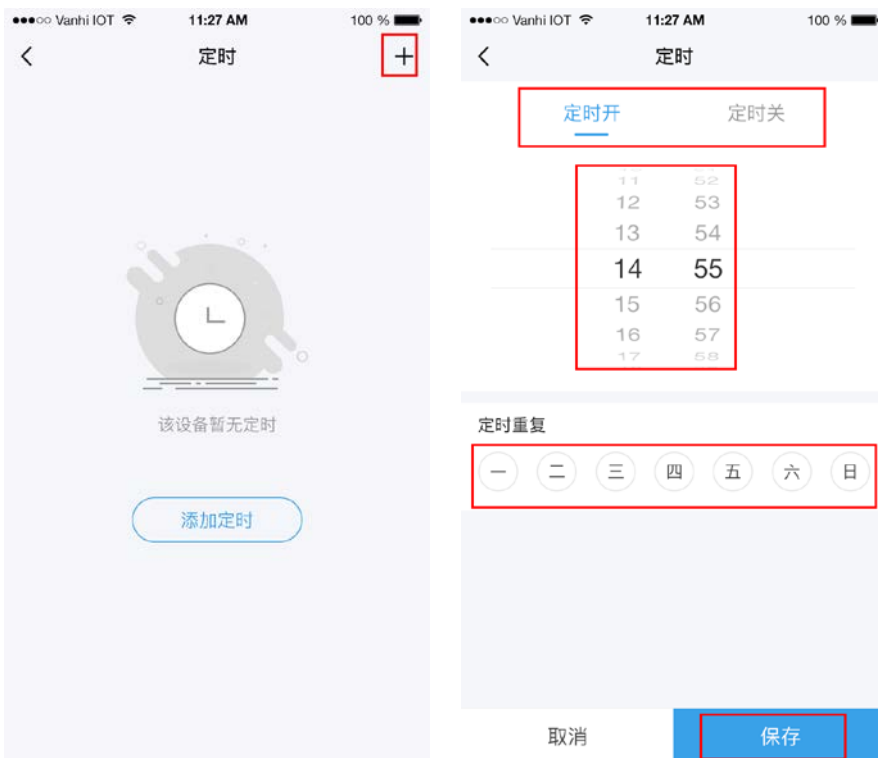 Vanhi IOT 11:27 AM 100 %
定时
该设备暂无定时
添加定时
Vanhi IOT 11:27 AM 100 %
定时
定时开 定时关
11 52
12 53
13 54
14 55
15 56
16 57
17 58
定时重复
一 二 三 四 五 六 日
取消 保存